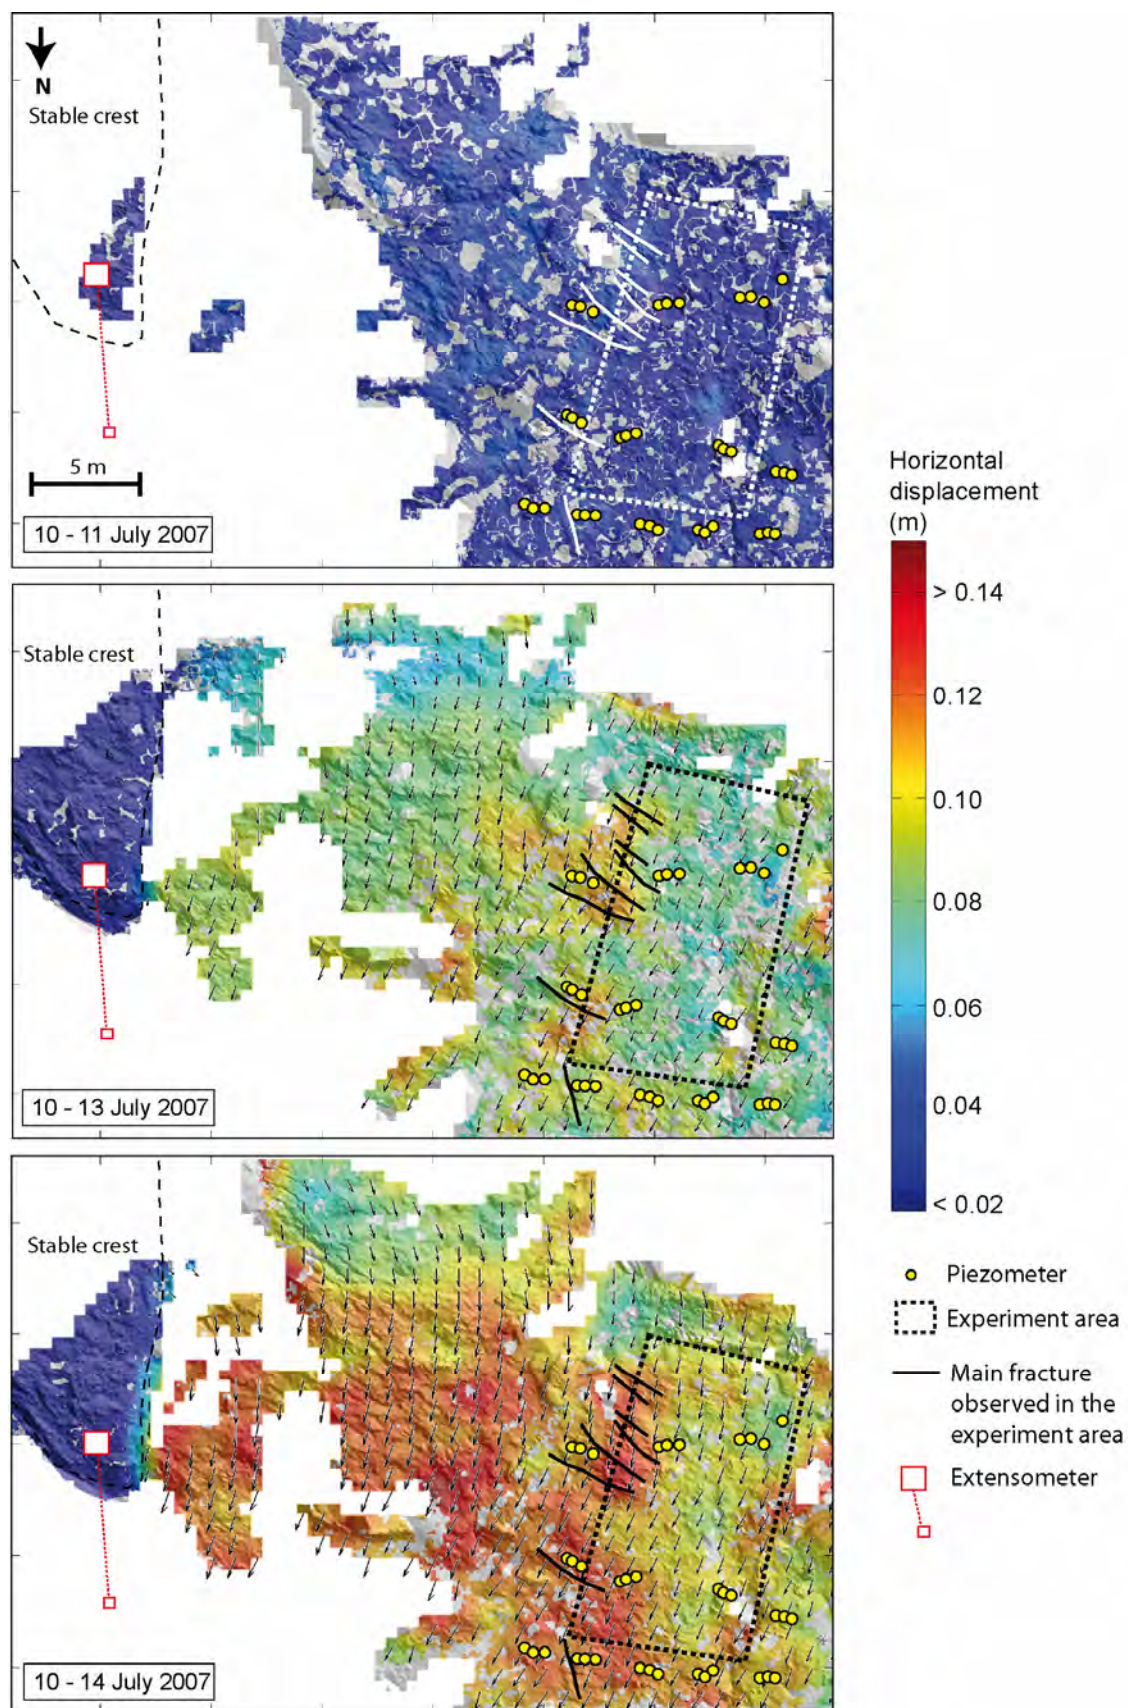 N
Stable crest
5 m
10 - 11 July 2007
Stable crest
10 - 13 July 2007
Stable crest
10 - 14 July 2007
Horizontal
displacement
(m)
> 0.14
0.12
0.10
0.08
0.06
0.04
< 0.02
Piezometer
Experiment area
Main fracture
observed in the
experiment area
Extensometer